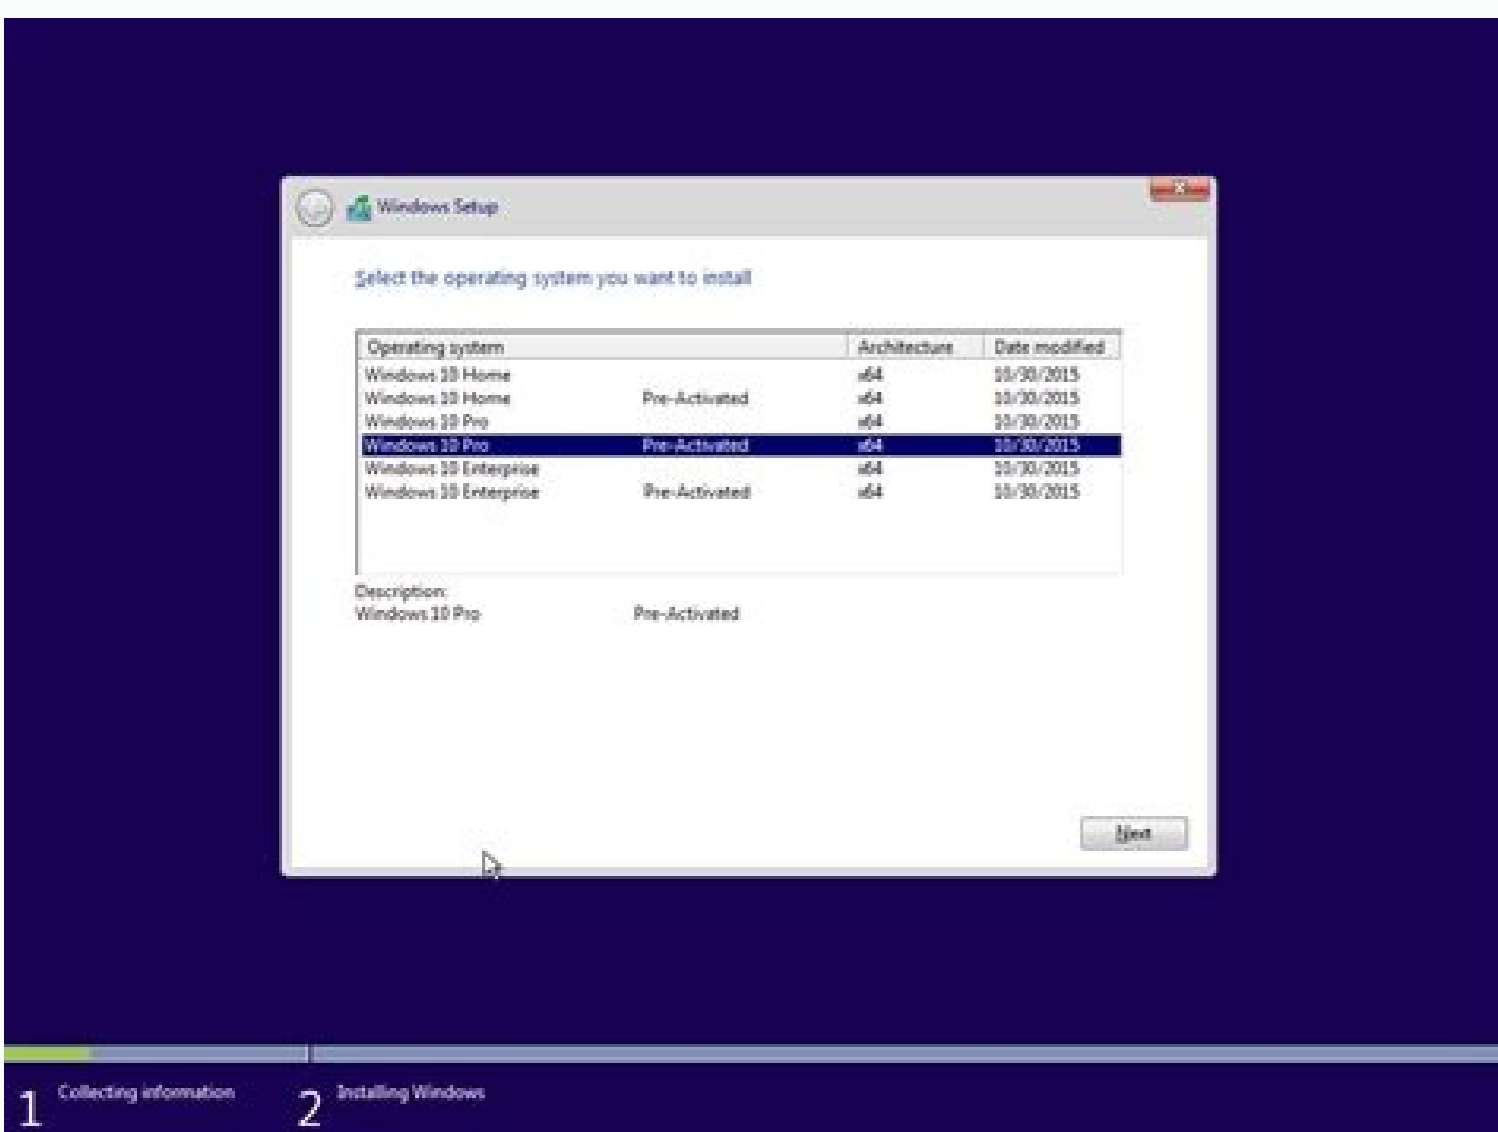 Windows Setup
Select the operating system you want to install
Operating system Architecture Date modified
Windows 10 Home x64 10/30/2015
Windows 10 Home Pre-Activated x64 10/30/2015
Windows 10 Pro x64 10/30/2015
Windows 10 Pro Pre-Activated x64 10/30/2015
Windows 10 Enterprise x64 10/30/2015
Windows 10 Enterprise Pre-Activated x64 10/30/2015
Description:
Windows 10 Pro Pre-Activated
Next
1 Collecting information 2 Installing Windows